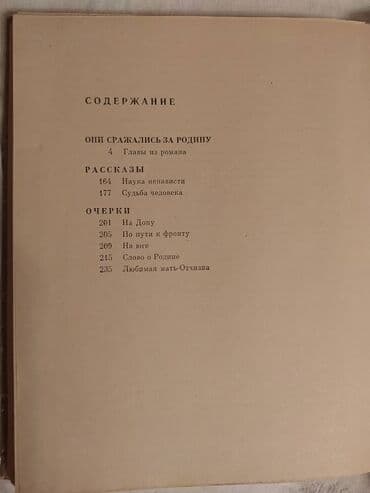 СОДЕРЖАНИЕ
ОНИ СРАЖАЛИСЬ ЗА РОДИНУ
4 Главы из романа
РАССКАЗЫ
164 Наука ненависти
177 Судьба человека
ОЧЕРКИ
201 На Дону
205 По пути к фронту
209 На юге
215 Слово о Родине
235 Любимая мать-Отчизна